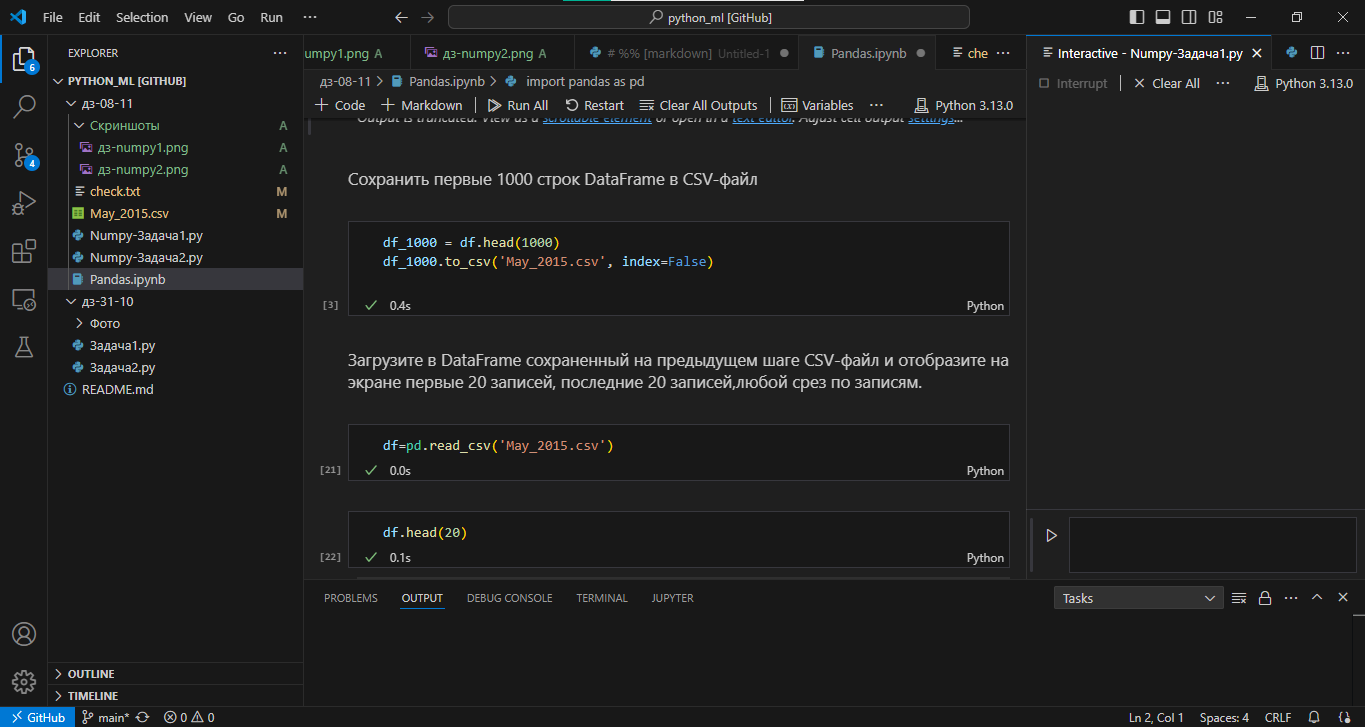 File Edit Selection View Go Run ··· python_ml [GitHub]
EXPLORER ···
PYTHON_ML [GITHUB]
дз-08-11
Скриншоты A
дз-numpy1.png A
дз-numpy2.png A
check.txt M
May_2015.csv M
Numpy-Задача1.py
Numpy-Задача2.py
Pandas.ipynb
дз-31-10
Фото
Задача1.py
Задача2.py
README.md
OUTLINE
TIMELINE
umpy1.png A дз-numpy2.png A # %% [markdown] Untitled-1 Pandas.ipynb che ···
дз-08-11 > Pandas.ipynb > import pandas as pd
+ Code + Markdown Run All Restart Clear All Outputs Variables ··· Python 3.13.0
Output is truncated. View as a scrollable element or open in a text editor. Adjust cell output settings...
Сохранить первые 1000 строк DataFrame в CSV-файл
df_1000 = df.head(1000)
df_1000.to_csv('May_2015.csv', index=False)
[3] 0.4s Python
Загрузите в DataFrame сохраненный на предыдущем шаге CSV-файл и отобразите на
экране первые 20 записей, последние 20 записей,любой срез по записям.
df=pd.read_csv('May_2015.csv')
[21] 0.0s Python
df.head(20)
[22] 0.1s Python
Interactive - Numpy-Задача1.py ···
Interrupt Clear All ··· Python 3.13.0
PROBLEMS OUTPUT DEBUG CONSOLE TERMINAL JUPYTER Tasks ···
6
4
GitHub main* 0 0 Ln 2, Col 1 Spaces: 4 CRLF